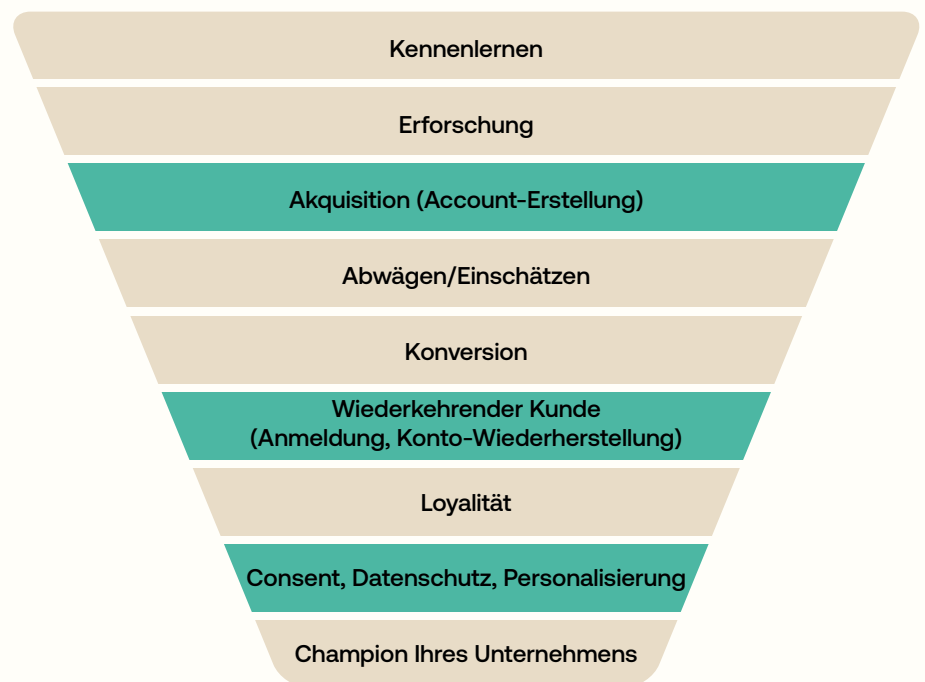 Kennenlernen
Erforschung
Akquisition (Account-Erstellung)
Abwägen/Einschätzen
Konversion
Wiederkehrender Kunde
(Anmeldung, Konto-Wiederherstellung)
Loyalität
Consent, Datenschutz, Personalisierung
Champion Ihres Unternehmens